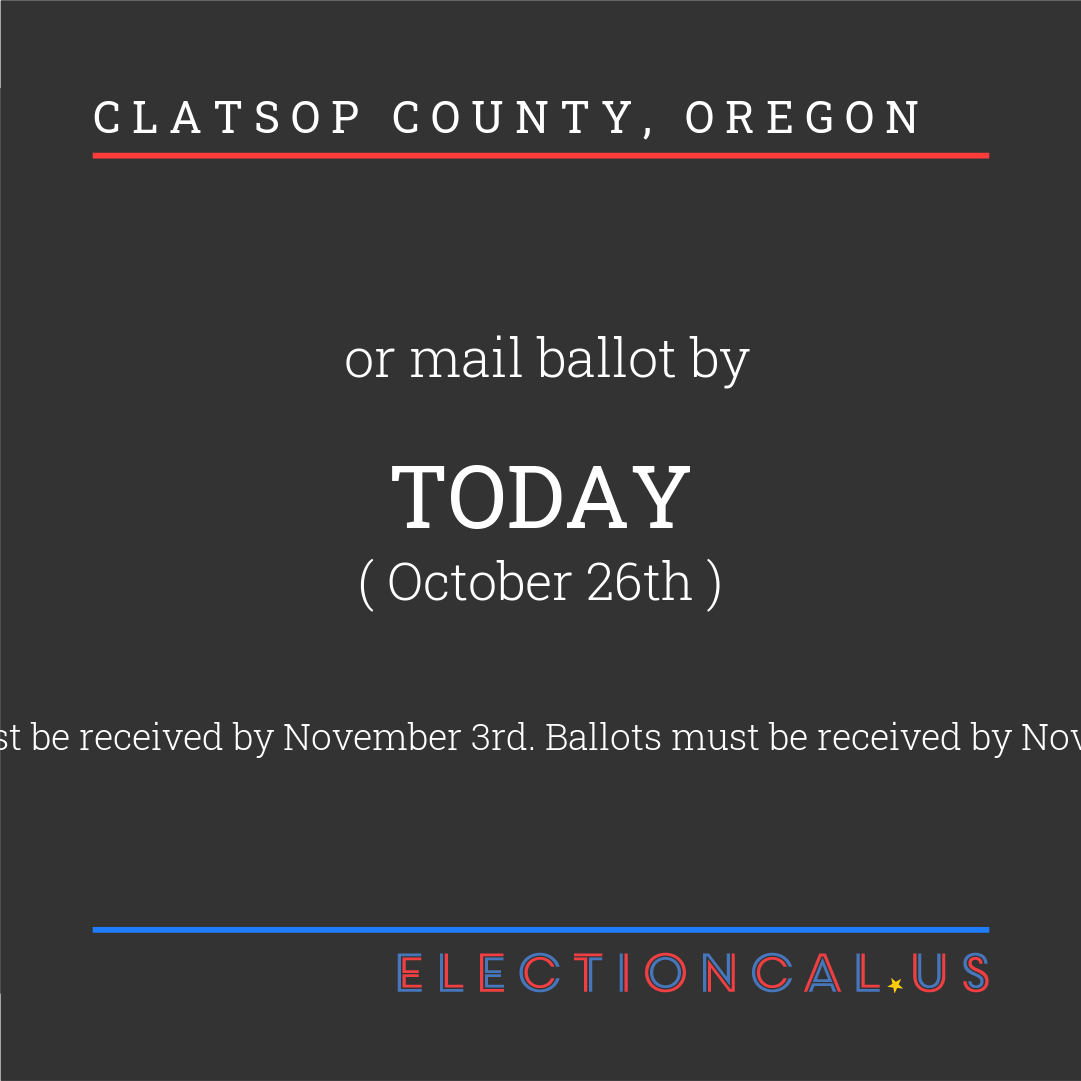 CLATSOP COUNTY, OREGON
or mail ballot by
TODAY
( October 26th )
be received by November 3rd. Ballots must be received by
ELECTIONCAL.US